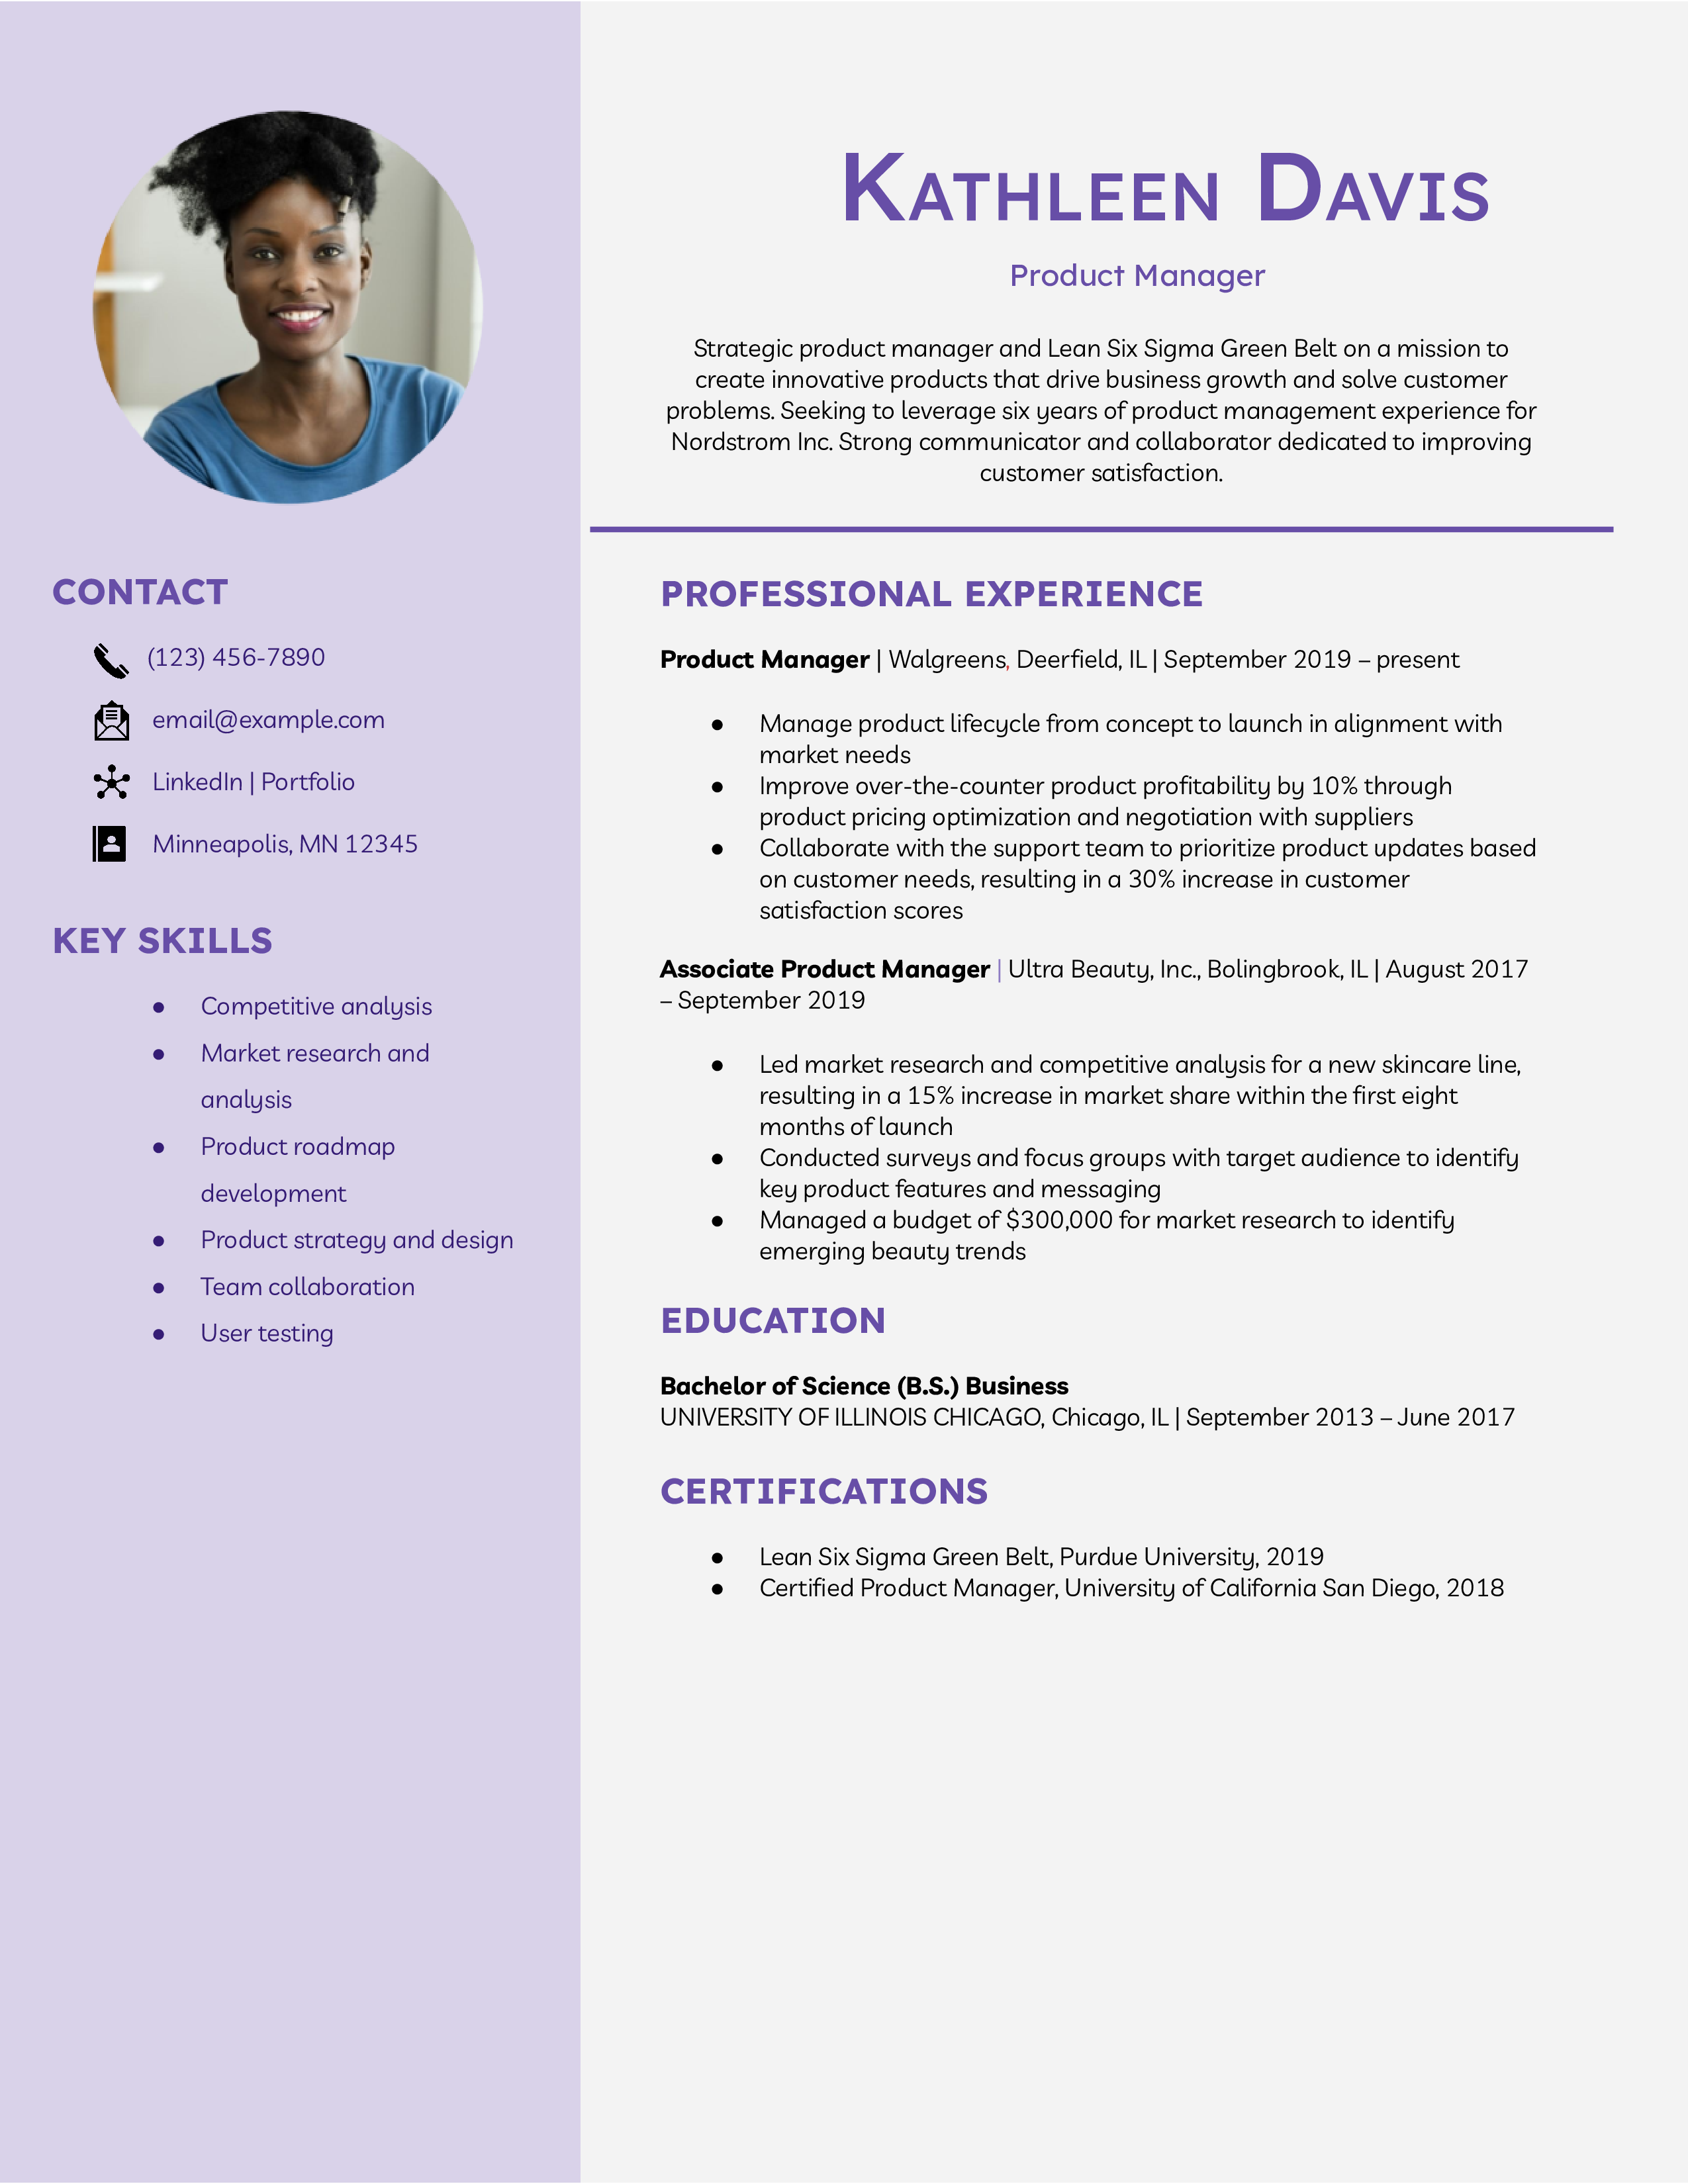 KATHLEEN DAVIS
Product Manager
Strategic product manager and Lean Six Sigma Green Belt on a mission to
create innovative products that drive business growth and solve customer
problems. Seeking to leverage six years of product management experience for
Nordstrom Inc. Strong communicator and collaborator dedicated to improving
customer satisfaction.
CONTACT
(123) 456-7890
email@example.com
LinkedIn | Portfolio
Minneapolis, MN 12345
KEY SKILLS
● Competitive analysis
● Market research and
analysis
● Product roadmap
development
● Product strategy and design
● Team collaboration
● User testing
PROFESSIONAL EXPERIENCE
Product Manager | Walgreens, Deerfield, IL | September 2019 – present
● Manage product lifecycle from concept to launch in alignment with
market needs
● Improve over-the-counter product profitability by 10% through
product pricing optimization and negotiation with suppliers
● Collaborate with the support team to prioritize product updates based
on customer needs, resulting in a 30% increase in customer
satisfaction scores
Associate Product Manager | Ultra Beauty, Inc., Bolingbrook, IL | August 2017
– September 2019
● Led market research and competitive analysis for a new skincare line,
resulting in a 15% increase in market share within the first eight
months of launch
● Conducted surveys and focus groups with target audience to identify
key product features and messaging
● Managed a budget of $300,000 for market research to identify
emerging beauty trends
EDUCATION
Bachelor of Science (B.S.) Business
UNIVERSITY OF ILLINOIS CHICAGO, Chicago, IL | September 2013 – June 2017
CERTIFICATIONS
● Lean Six Sigma Green Belt, Purdue University, 2019
● Certified Product Manager, University of California San Diego, 2018